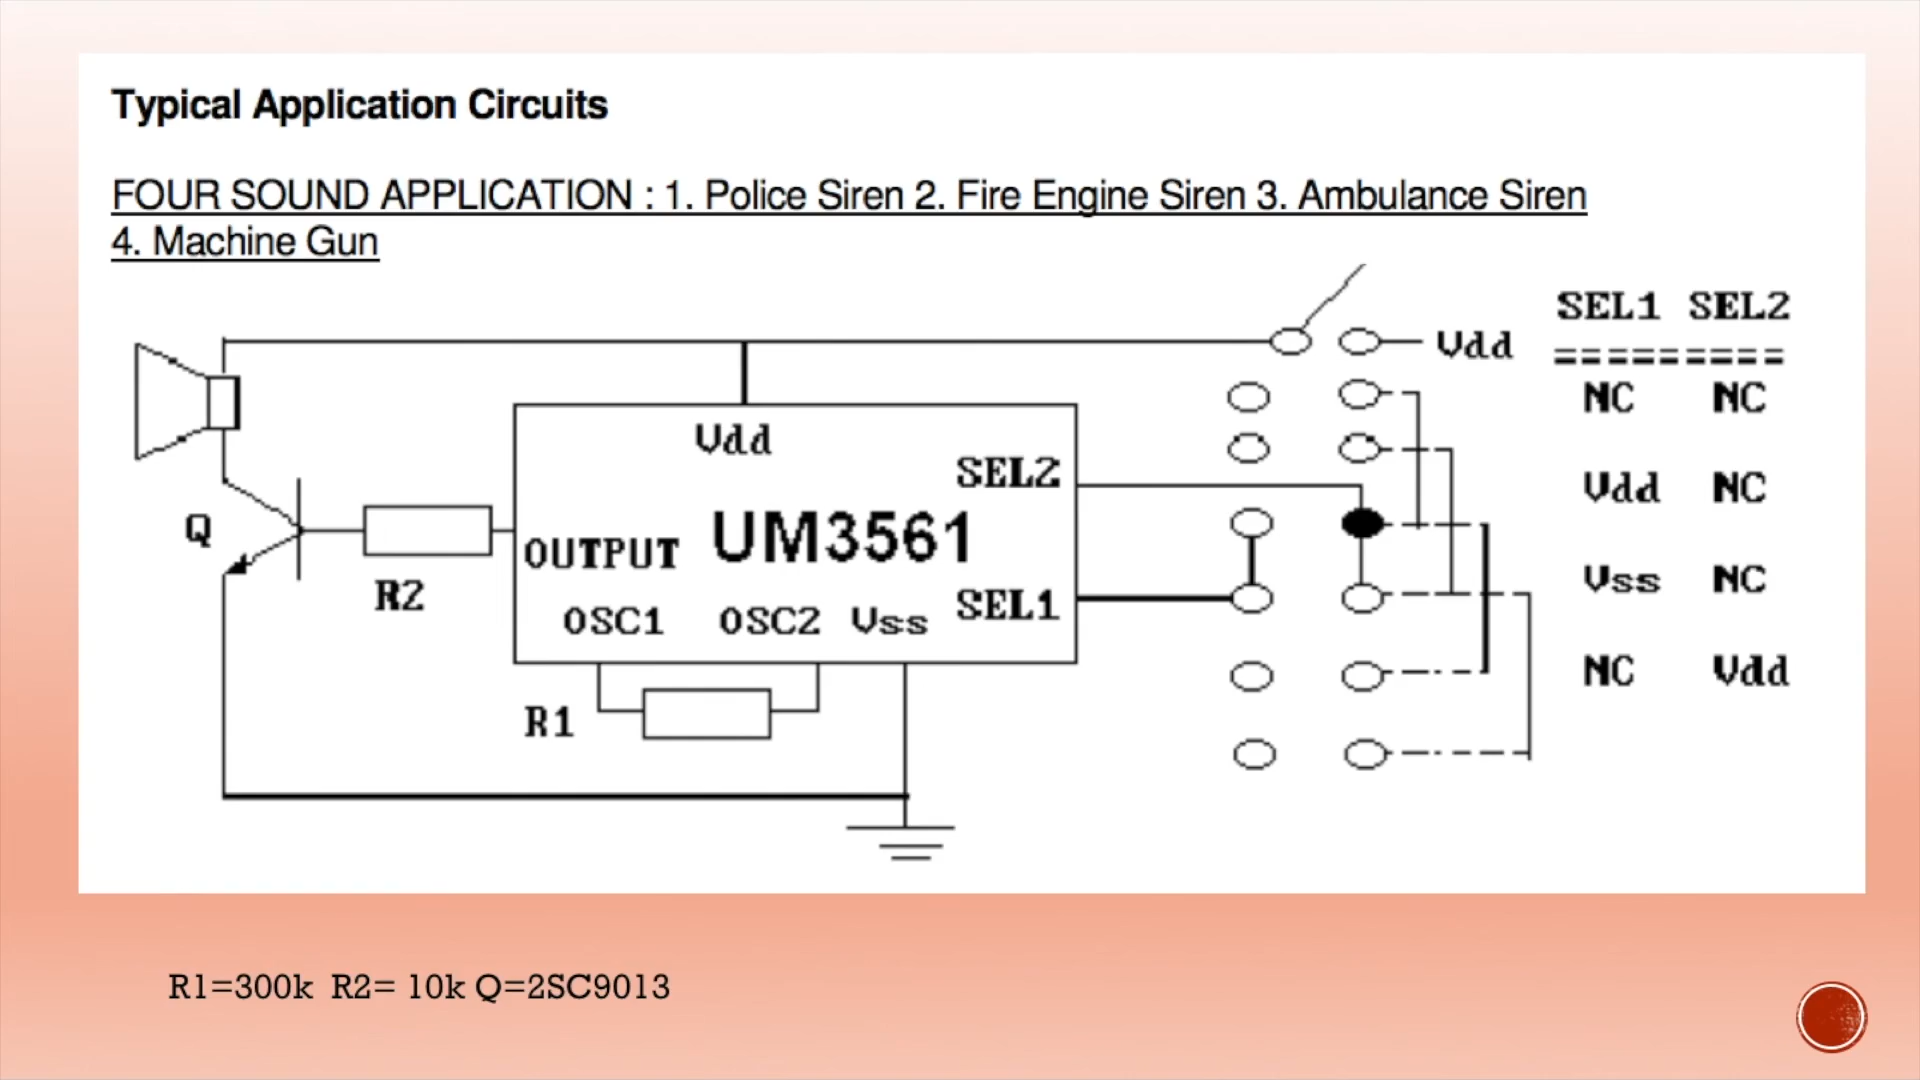 Typical Application Circuits
FOUR SOUND APPLICATION : 1. Police Siren 2. Fire Engine Siren 3. Ambulance Siren
4. Machine Gun
SEL1 SEL2
=========
NC NC
Vdd NC
Vss NC
NC Vdd
Vdd
Vdd
SEL2
UM3561
OUTPUT
SEL1
OSC1 OSC2 Vss
Q
R2
R1
R1=300k R2= 10k Q=2SC9013